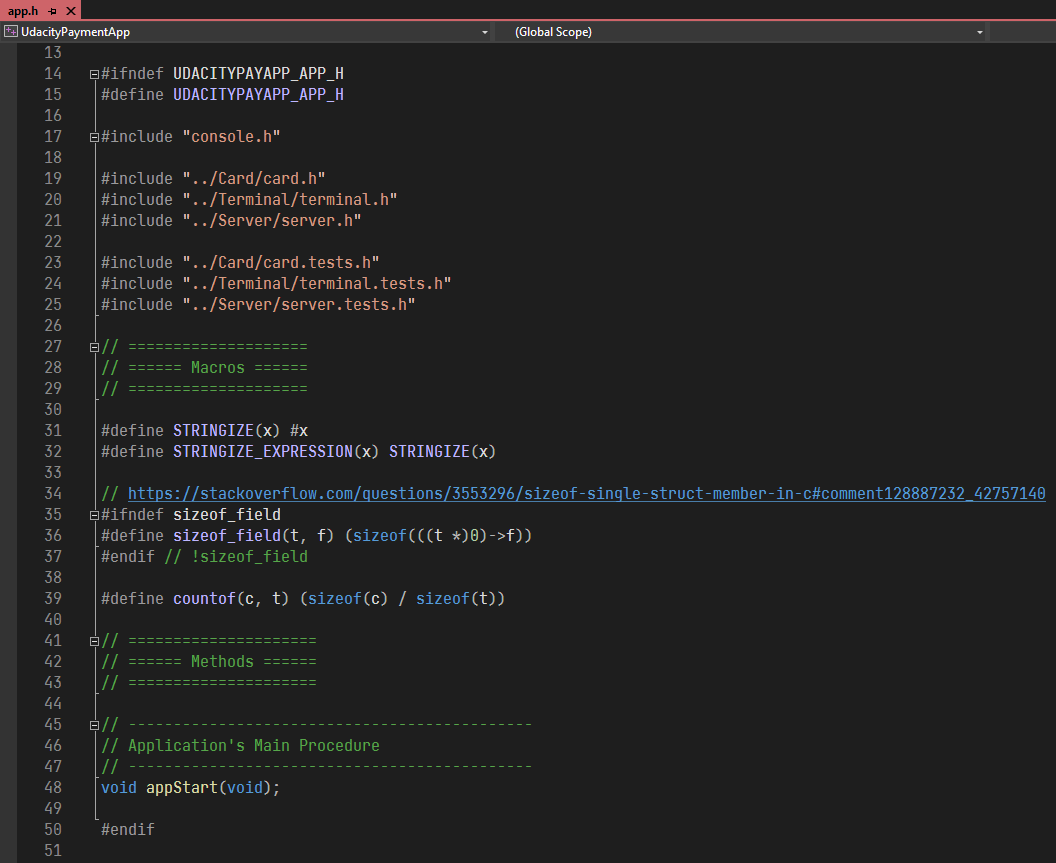 app.h
UdacityPaymentApp (Global Scope)
13
14 #ifndef UDACITYPAYAPP_APP_H
15 #define UDACITYPAYAPP_APP_H
16
17 #include "console.h"
18
19 #include "../Card/card.h"
20 #include "../Terminal/terminal.h"
21 #include "../Server/server.h"
22
23 #include "../Card/card.tests.h"
24 #include "../Terminal/terminal.tests.h"
25 #include "../Server/server.tests.h"
26
27 // ====================
28 // ====== Macros ======
29 // ====================
30
31 #define STRINGIZE(x) #x
32 #define STRINGIZE_EXPRESSION(x) STRINGIZE(x)
33
34 // https://stackoverflow.com/questions/3553296/sizeof-single-struct-member-in-c#comment128887232_42757140
35 #ifndef sizeof_field
36 #define sizeof_field(t, f) (sizeof(((t *)0)->f))
37 #endif // !sizeof_field
38
39 #define countof(c, t) (sizeof(c) / sizeof(t))
40
41 // =====================
42 // ====== Methods ======
43 // =====================
44
45 // ---------------------------------------------
46 // Application's Main Procedure
47 // ---------------------------------------------
48 void appStart(void);
49
50 #endif
51